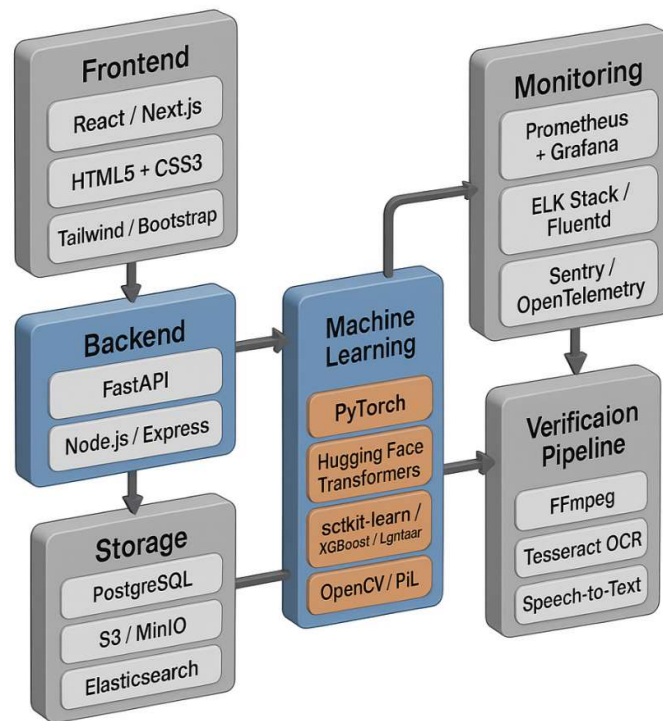 Frontend
React / Next.js
HTML5 + CSS3
Tailwind / Bootstrap
Backend
FastAPI
Node.js / Express
Storage
PostgreSQL
S3 / MinIO
Elasticsearch
Machine
Learning
PyTorch
Hugging Face
Transformers
sctkit-learn /
XGBoost / Lgntaar
OpenCV / PiL
Monitoring
Prometheus
+ Grafana
ELK Stack /
Fluentd
Sentry /
OpenTelemetry
Verificaion
Pipeline
FFmpeg
Tesseract OCR
Speech-to-Text